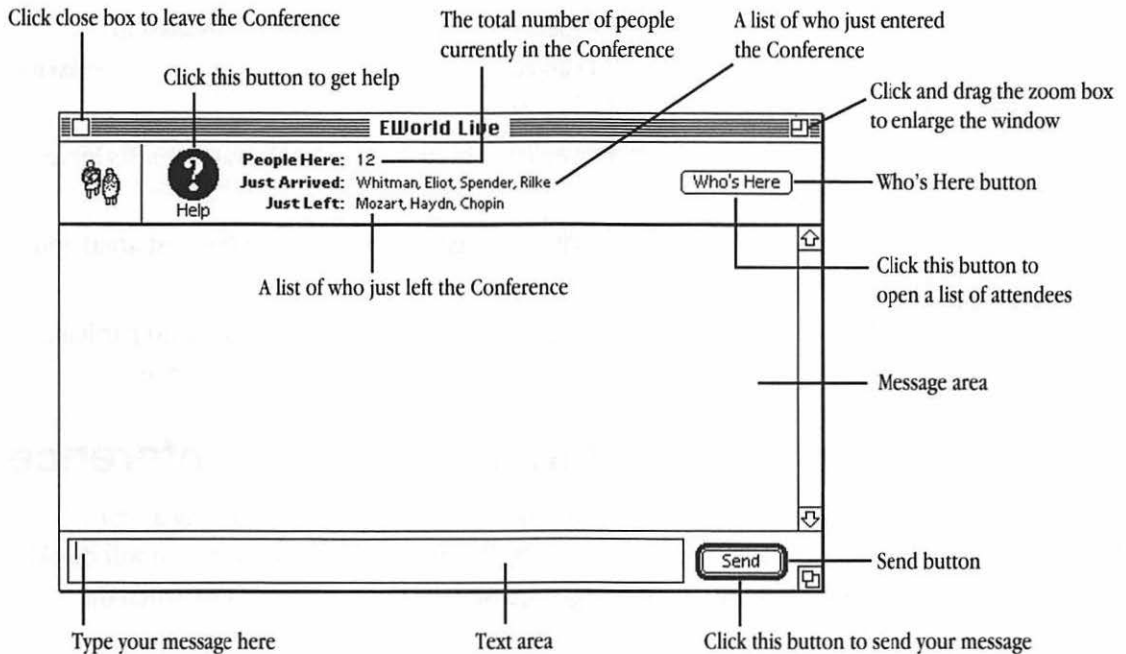 Click close box to leave the Conference
The total number of people
currently in the Conference
A list of who just entered
the Conference
Click this button to get help
Click and drag the zoom box
to enlarge the window
EWorld Live
People Here: 12
Just Arrived: Whitman, Eliot, Spender, Rilke
Just Left: Mozart, Haydn, Chopin
?
Help
Who's Here
Who's Here button
A list of who just left the Conference
Click this button to
open a list of attendees
Message area
Send
Send button
Type your message here
Text area
Click this button to send your message